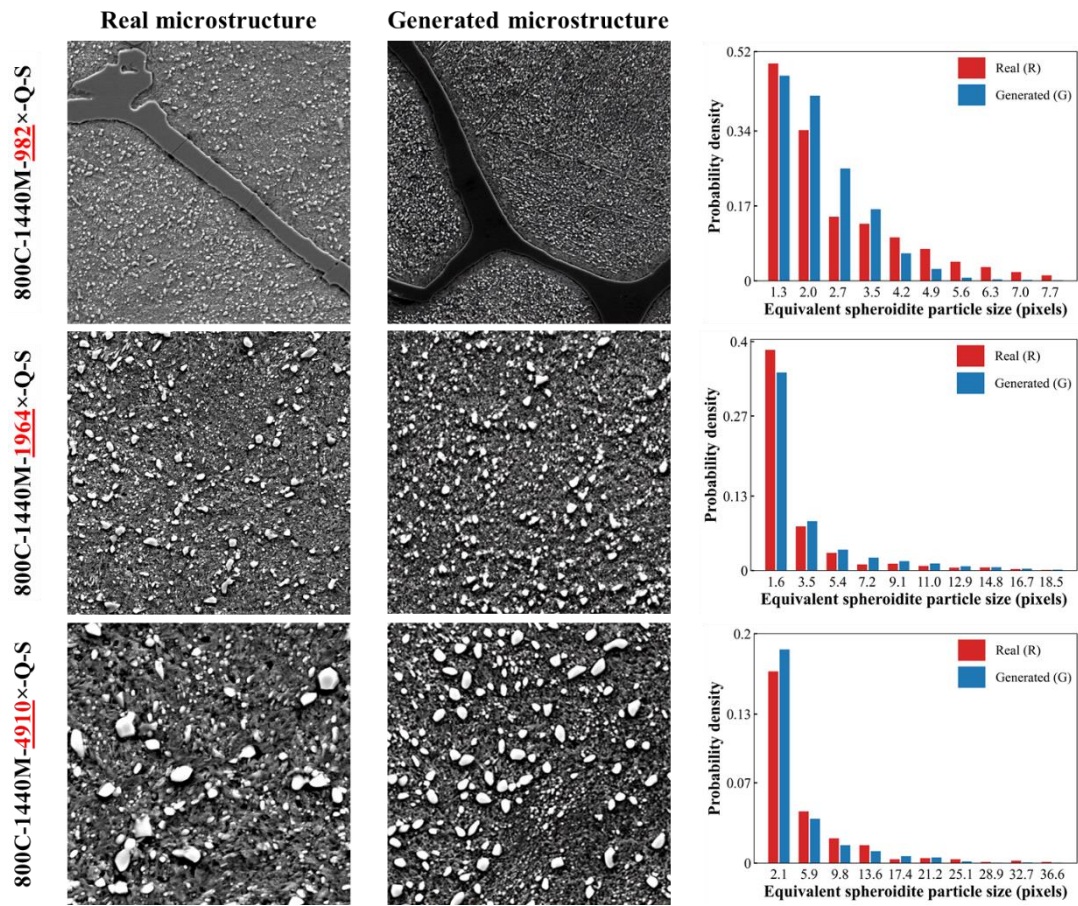 Real microstructure
Generated microstructure
800C-1440M-982×-Q-S
Probability density
0.52
0.34
0.17
0
Real (R)
Generated (G)
1.3 2.0 2.7 3.5 4.2 4.9 5.6 6.3 7.0 7.7
Equivalent spheroidite particle size (pixels)
800C-1440M-1964×-Q-S
Probability density
0.4
0.27
0.13
0
Real (R)
Generated (G)
1.6 3.5 5.4 7.2 9.1 11.0 12.9 14.8 16.7 18.5
Equivalent spheroidite particle size (pixels)
800C-1440M-4910×-Q-S
Probability density
0.2
0.13
0.07
0
Real (R)
Generated (G)
2.1 5.9 9.8 13.6 17.4 21.2 25.1 28.9 32.7 36.6
Equivalent spheroidite particle size (pixels)